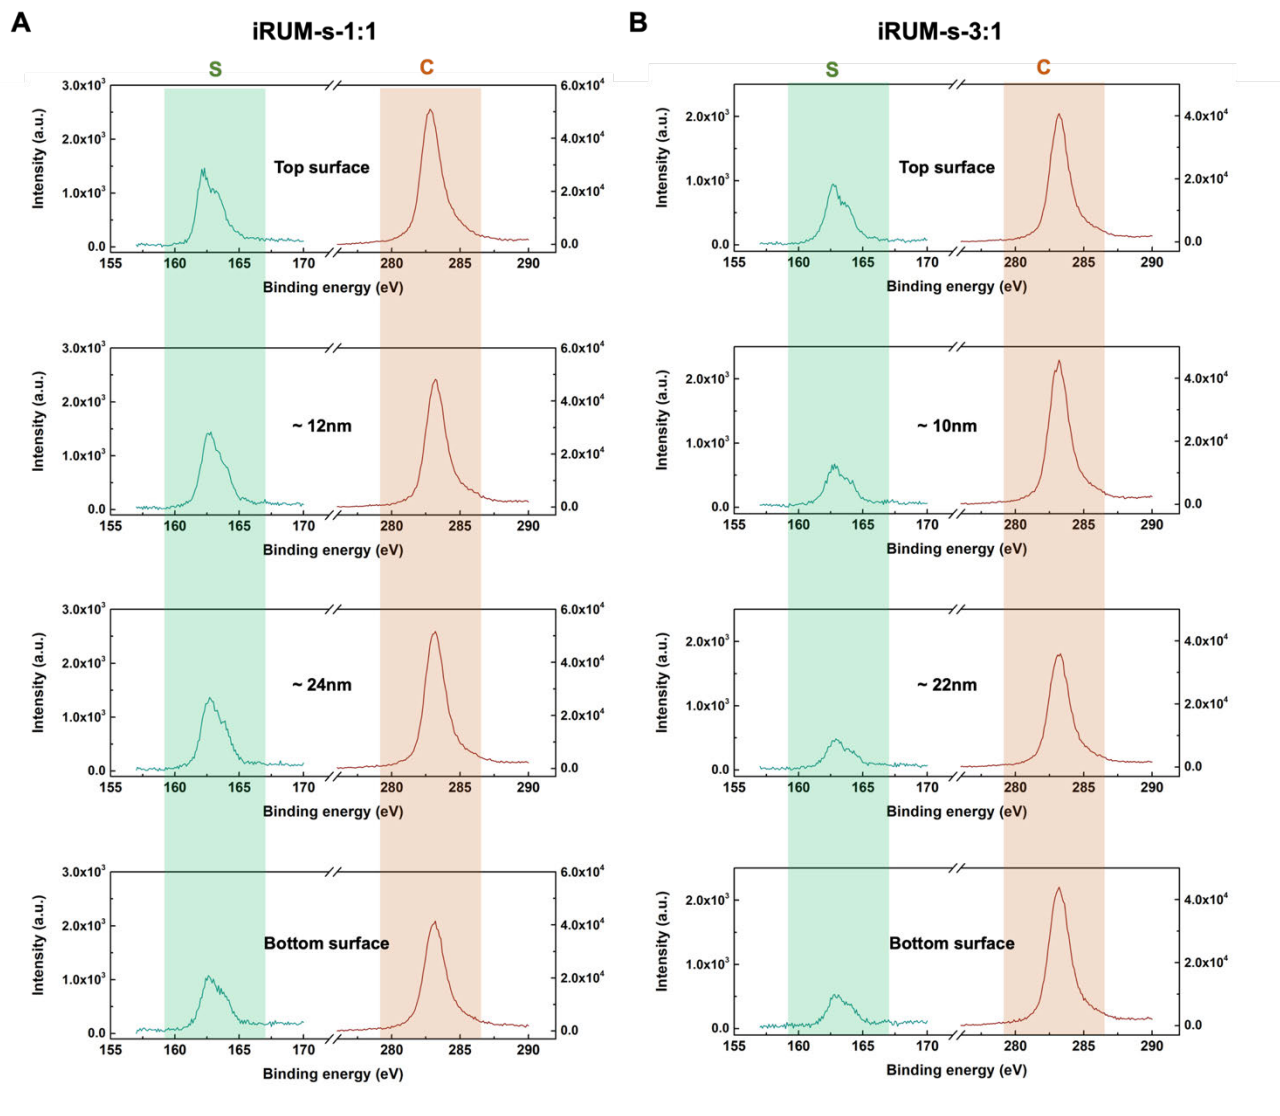 A
iRUM-s-1:1
S
C
3.0x10³
2.0x10³
1.0x10³
0.0
6.0x10⁴
4.0x10⁴
2.0x10⁴
0.0
Intensity (a.u.)
Top surface
155 160 165 170 280 285 290
Binding energy (eV)
3.0x10³
2.0x10³
1.0x10³
0.0
6.0x10⁴
4.0x10⁴
2.0x10⁴
0.0
Intensity (a.u.)
~ 12nm
155 160 165 170 280 285 290
Binding energy (eV)
3.0x10³
2.0x10³
1.0x10³
0.0
6.0x10⁴
4.0x10⁴
2.0x10⁴
0.0
Intensity (a.u.)
~ 24nm
155 160 165 170 280 285 290
Binding energy (eV)
3.0x10³
2.0x10³
1.0x10³
0.0
6.0x10⁴
4.0x10⁴
2.0x10⁴
0.0
Intensity (a.u.)
Bottom surface
155 160 165 170 280 285 290
Binding energy (eV)
B
iRUM-s-3:1
S
C
2.0x10³
1.0x10³
0.0
4.0x10⁴
2.0x10⁴
0.0
Intensity (a.u.)
Top surface
155 160 165 170 280 285 290
Binding energy (eV)
2.0x10³
1.0x10³
0.0
4.0x10⁴
2.0x10⁴
0.0
Intensity (a.u.)
~ 10nm
155 160 165 170 280 285 290
Binding energy (eV)
2.0x10³
1.0x10³
0.0
4.0x10⁴
2.0x10⁴
0.0
Intensity (a.u.)
~ 22nm
155 160 165 170 280 285 290
Binding energy (eV)
2.0x10³
1.0x10³
0.0
4.0x10⁴
2.0x10⁴
0.0
Intensity (a.u.)
Bottom surface
155 160 165 170 280 285 290
Binding energy (eV)